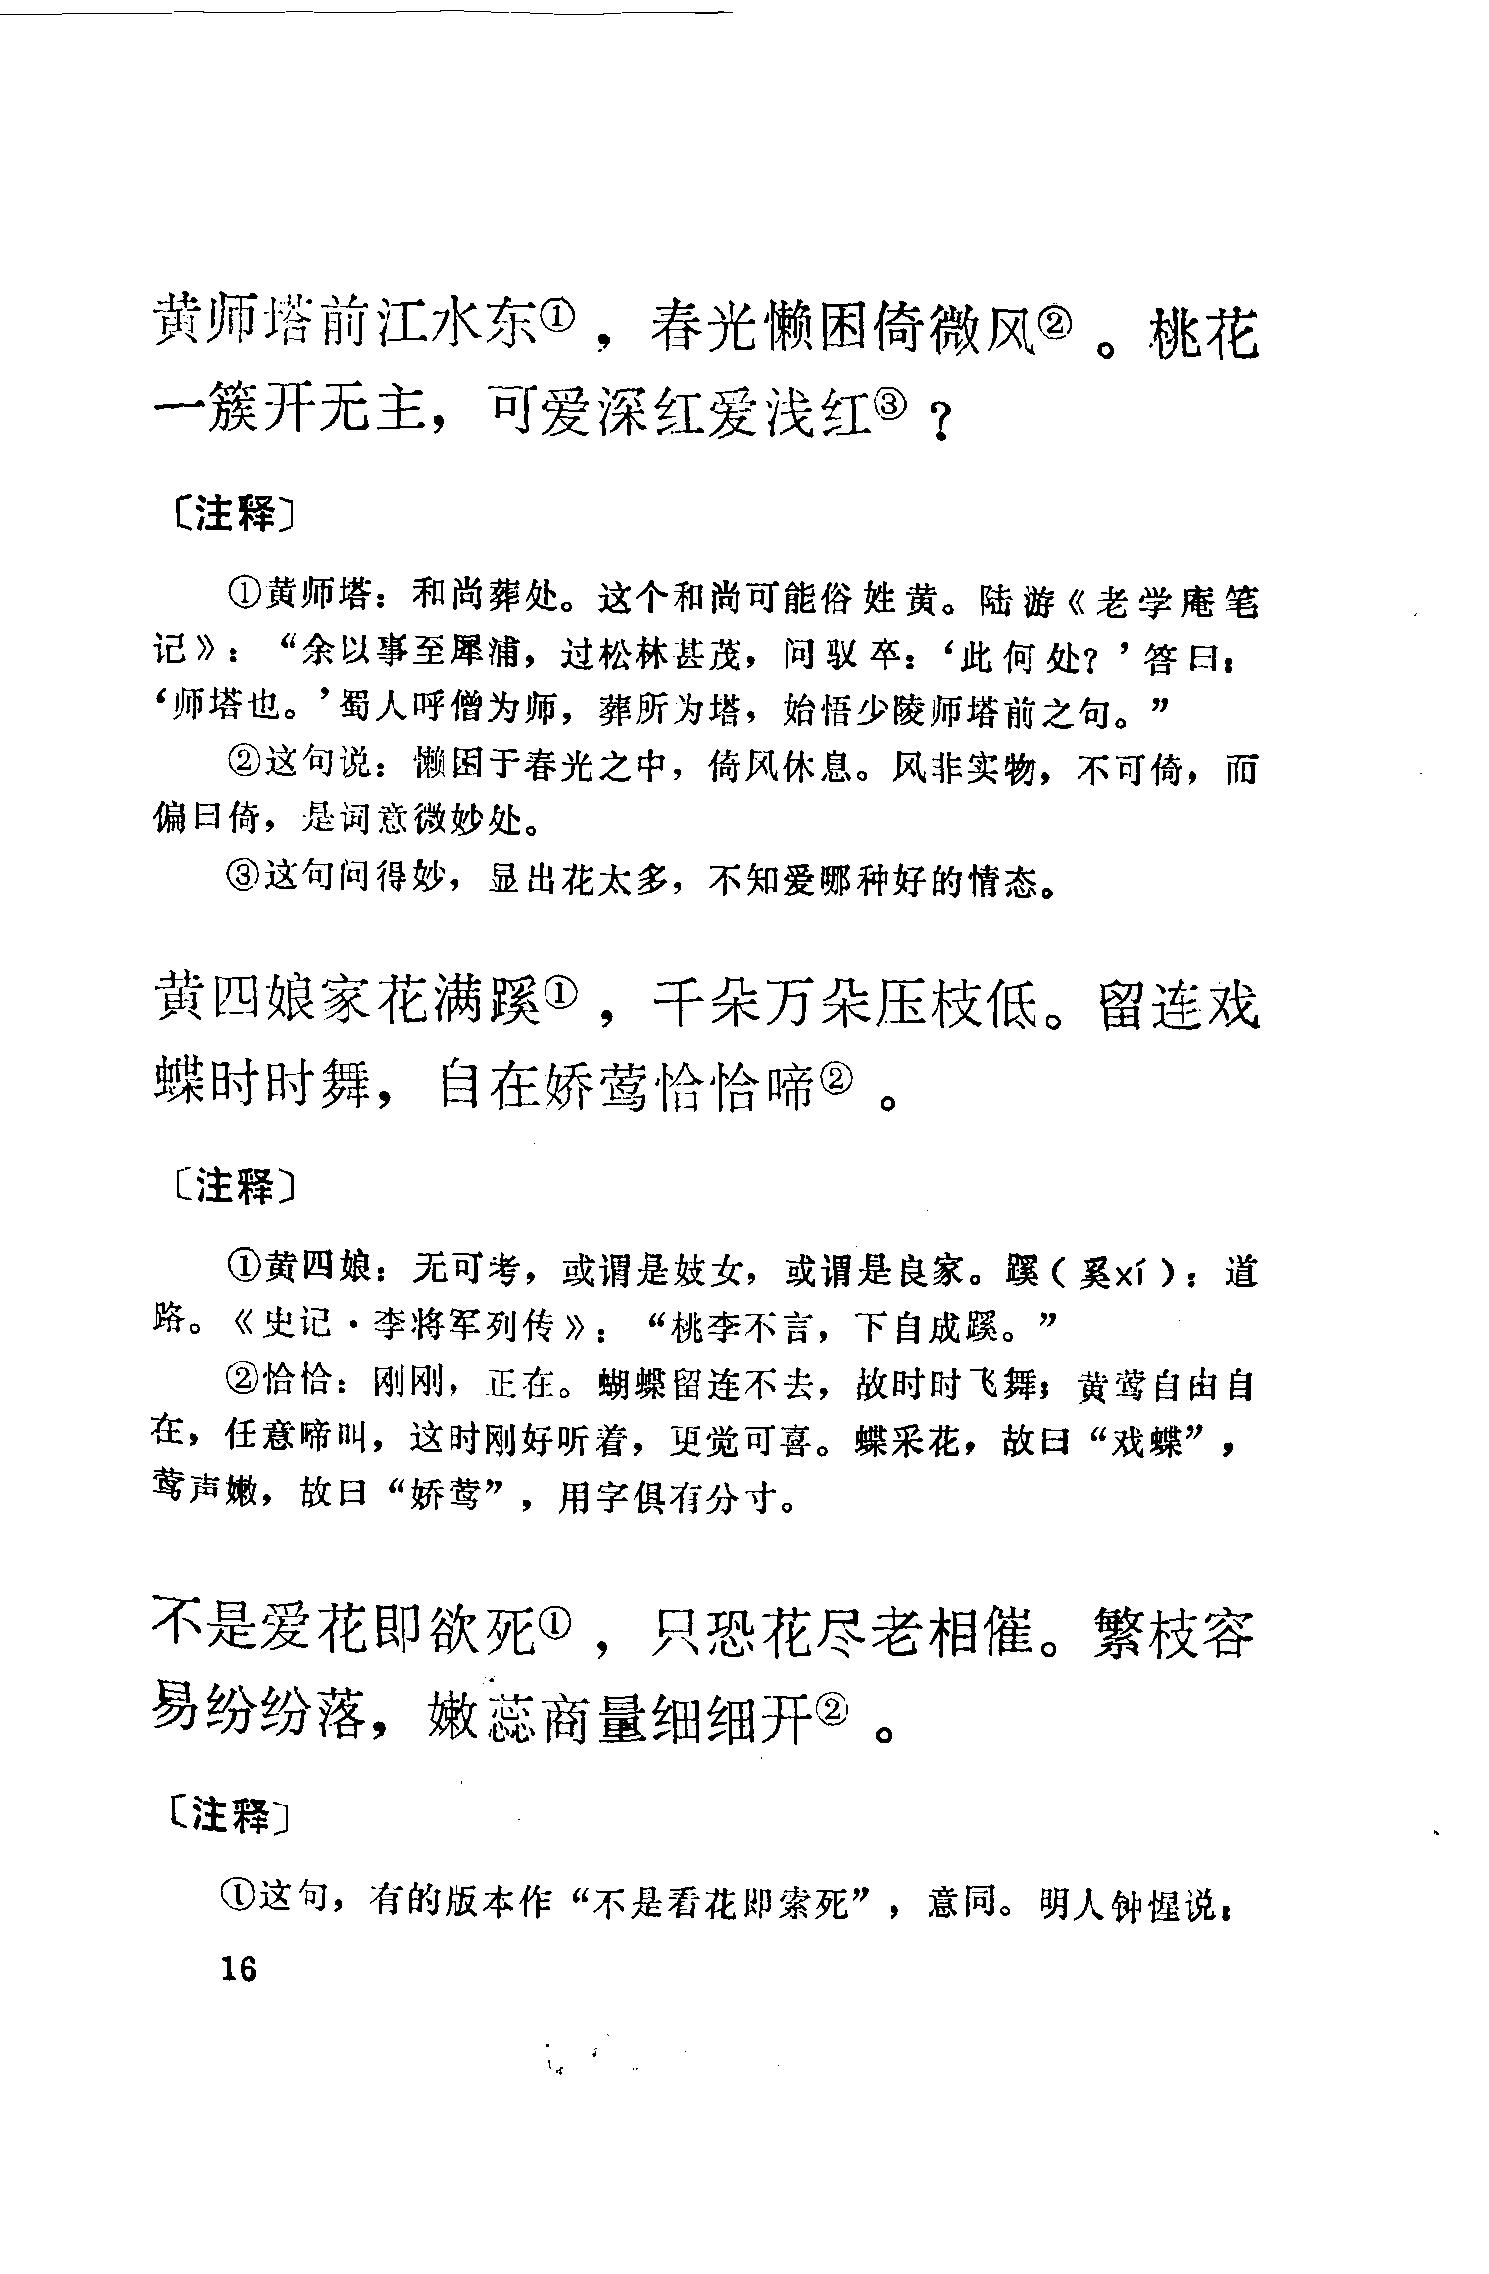 黄师塔前江水东①，春光懒困倚微风②。桃花
一簇开无主，可爱深红爱浅红③？
〔注释〕
①黄师塔：和尚葬处。这个和尚可能俗姓黄。陆游《老学庵笔
记》：“余以事至犀浦，过松林甚茂，问驭卒：‘此何处？’答曰：
‘师塔也。’蜀人呼僧为师，葬所为塔，始悟少陵师塔前之句。”
②这句说：懒困于春光之中，倚风休息。风非实物，不可倚，而
偏曰倚，是词意微妙处。
③这句问得妙，显出花太多，不知爱哪种好的情态。
黄四娘家花满蹊①，千朵万朵压枝低。留连戏
蝶时时舞，自在娇莺恰恰啼②。
〔注释〕
①黄四娘：无可考，或谓是妓女，或谓是良家。蹊（奚xí）：道
路。《史记·李将军列传》：“桃李不言，下自成蹊。”
②恰恰：刚刚，正在。蝴蝶留连不去，故时时飞舞；黄莺自由自
在，任意啼叫，这时刚好听着，更觉可喜。蝶采花，故曰“戏蝶”，
莺声嫩，故曰“娇莺”，用字俱有分寸。
不是爱花即欲死①，只恐花尽老相催。繁枝容
易纷纷落，嫩蕊商量细细开②。
〔注释〕
①这句，有的版本作“不是看花即索死”，意同。明人钟惺说：
16